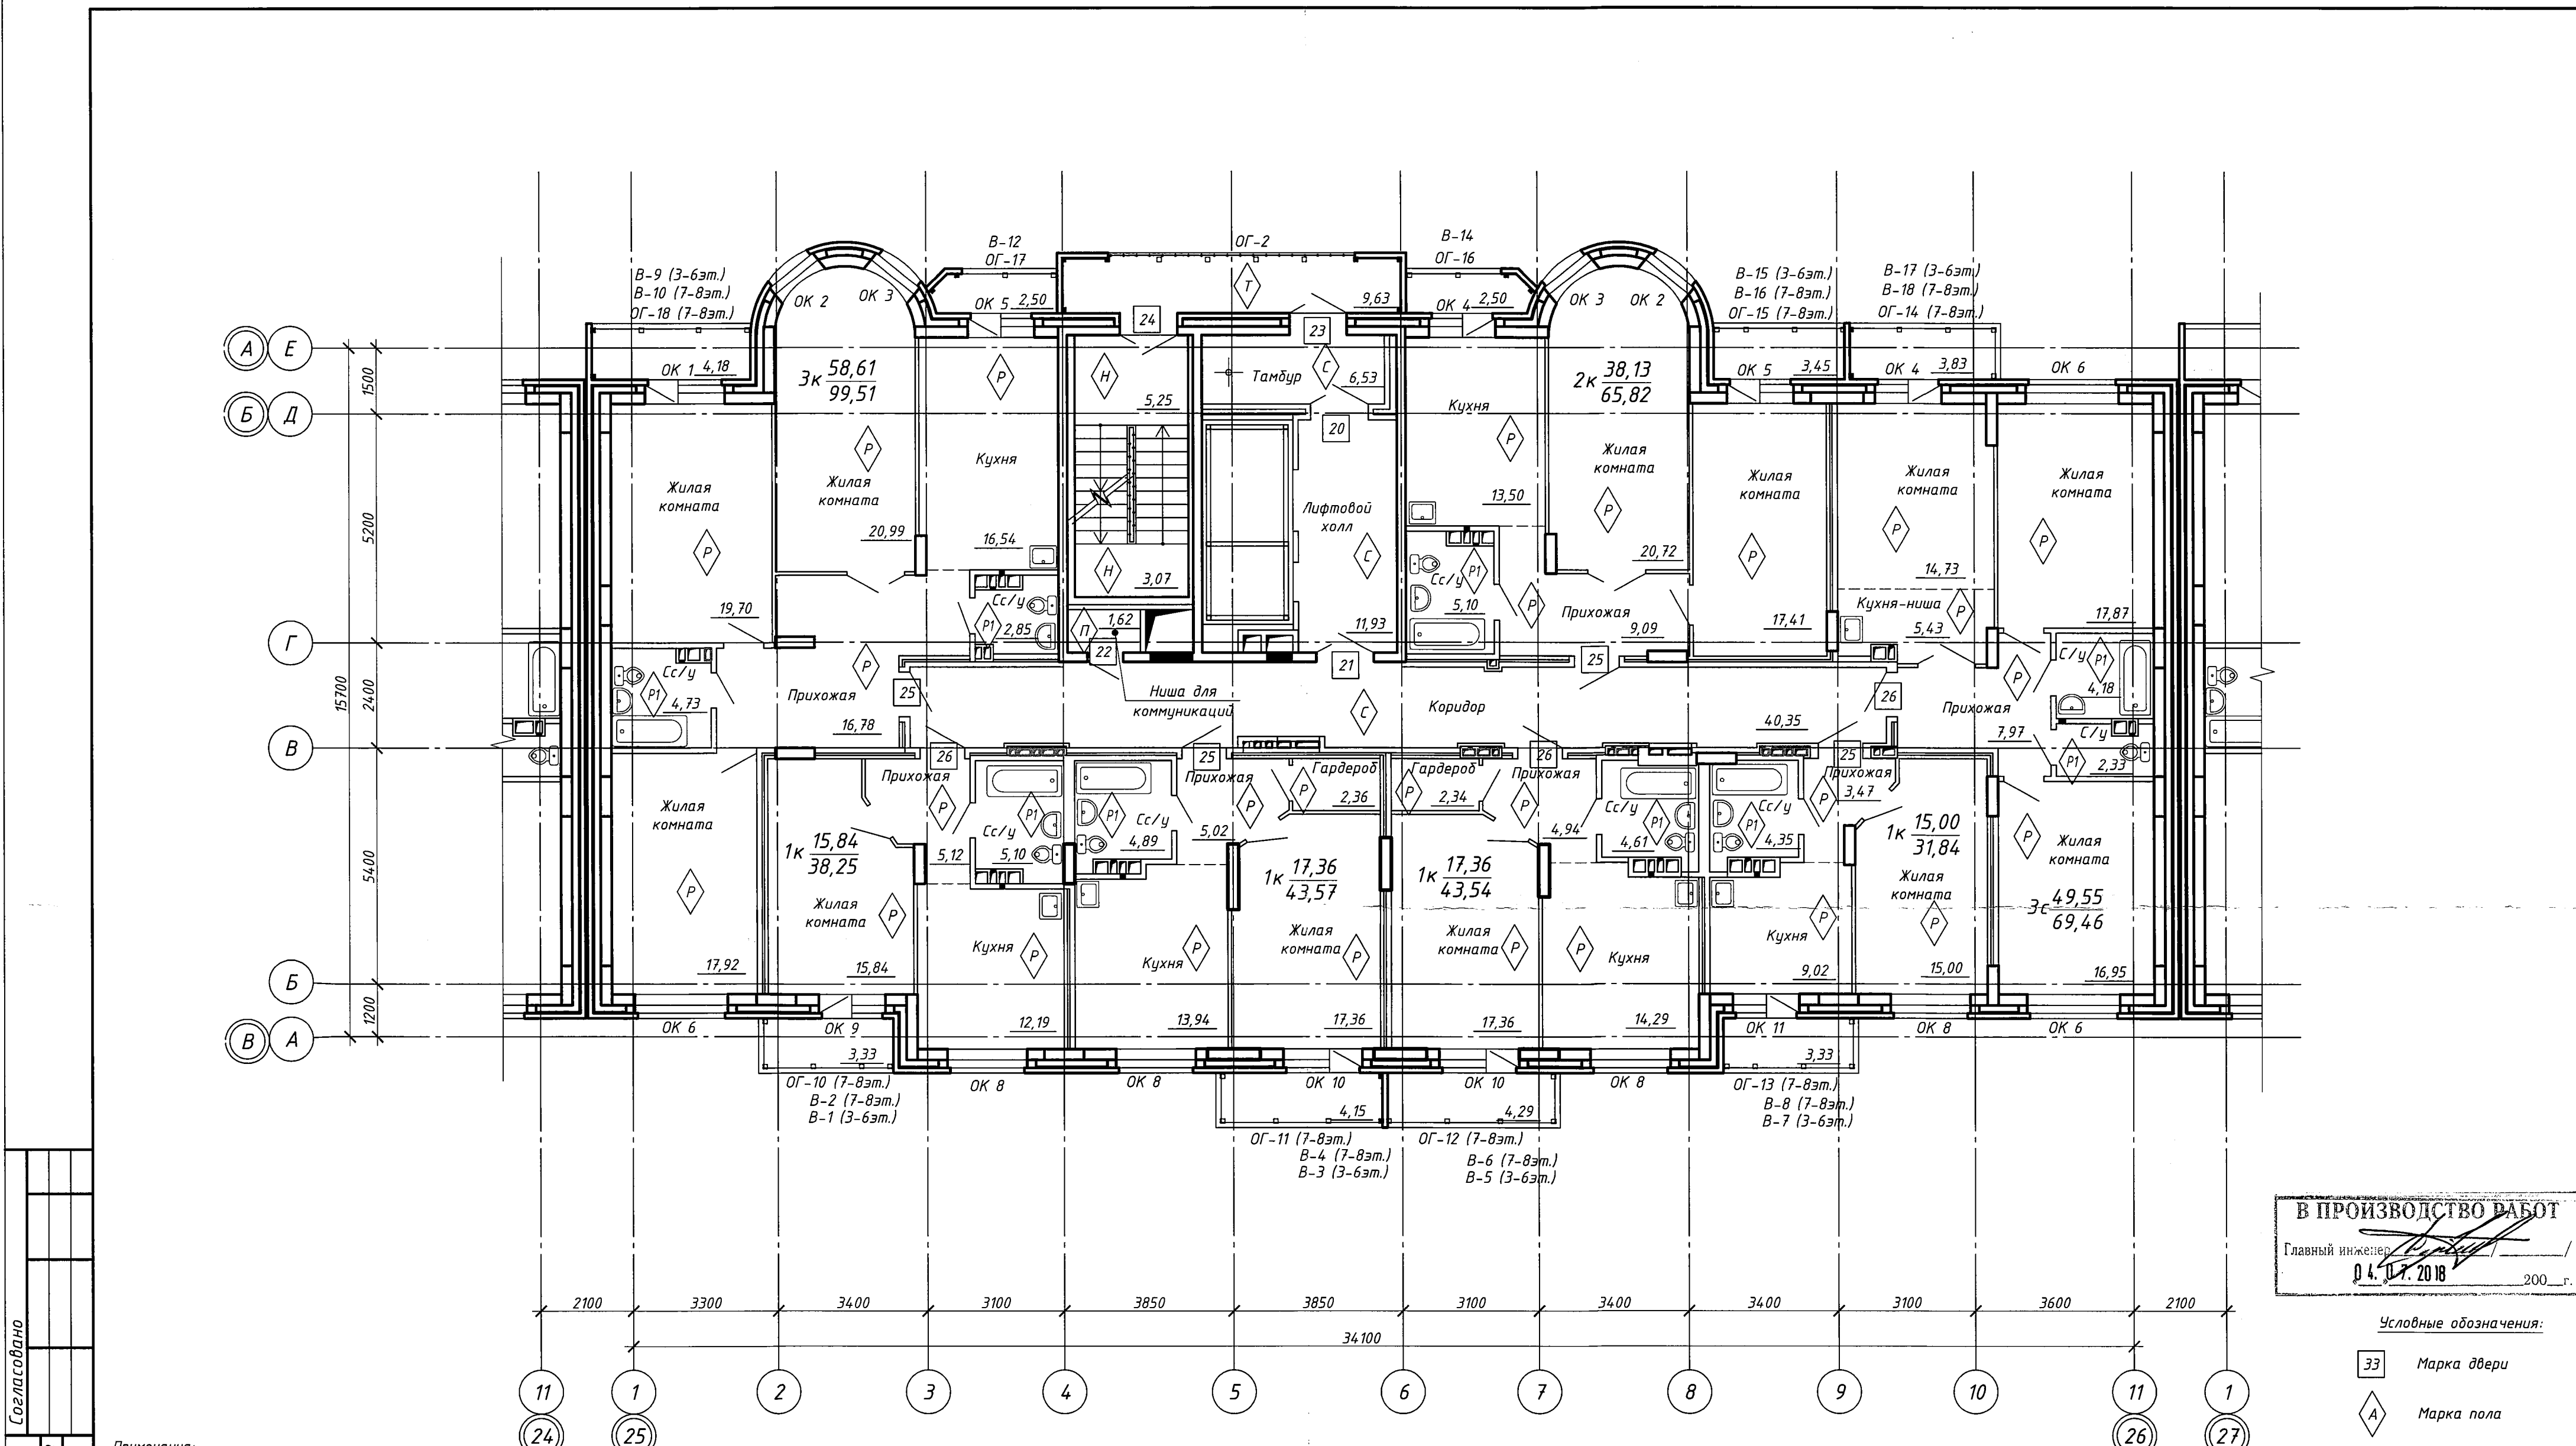 В-9 (3-6эт.)
В-10 (7-8эт.)
ОГ-18 (7-8эт.)
ОК 2
ОК 3
В-12
ОГ-17
ОК 5
2,50
ОГ-2
Т
9,63
В-14
ОГ-16
ОК 4
2,50
ОК 3
ОК 2
В-15 (3-6эт.)
В-16 (7-8эт.)
ОГ-15 (7-8эт.)
В-17 (3-6эт.)
В-18 (7-8эт.)
ОГ-14 (7-8эт.)
24
23
А
Е
ОК 1
4,18
3к 58,61
99,51
Р
Н
Тамбур
С
6,53
5,25
2к 38,13
65,82
ОК 5
3,45
ОК 4
3,83
ОК 6
Б
Д
20
Кухня
Р
Жилая
комната
Р
20,99
Жилая
комната
Р
19,70
Кухня
16,54
Лифтовой
холл
С
11,93
13,50
Жилая
комната
Р
20,72
Жилая
комната
Р
17,41
Жилая
комната
Р
14,73
Жилая
комната
Р
17,87
Н
3,07
Сс/у
Р1
2,85
П
1,62
22
Сс/у
Р1
5,10
Р
Прихожая
9,09
Кухня-ниша
Р
5,43
Г
Р
25
21
25
С/у
Р1
4,18
Сс/у
Р1
4,73
Прихожая
16,78
Ниша для
коммуникаций
С
Коридор
40,35
26
Р
Прихожая
7,97
С/у
Р1
2,33
В
26
25
26
25
Прихожая
Р
5,12
Сс/у
Р1
5,10
Р1
Сс/у
4,89
Прихожая
Р
5,02
Гардероб
Р
2,36
Гардероб
Р
2,34
Прихожая
Р
4,94
Сс/у
Р1
4,61
Сс/у
Р1
4,35
Прихожая
Р
3,47
Жилая
комната
Р
17,92
1к 15,84
38,25
Жилая
комната
Р
15,84
Кухня
Р
12,19
Кухня
Р
13,94
1к 17,36
43,57
Жилая
комната
Р
17,36
1к 17,36
43,54
Жилая
комната
Р
17,36
Р
Кухня
14,29
Кухня
Р
9,02
1к 15,00
31,84
Жилая
комната
Р
15,00
Р
Жилая
комната
3с 49,55
69,46
16,95
Б
В
А
ОК 6
ОК 9
3,33
ОГ-10 (7-8эт.)
В-2 (7-8эт.)
В-1 (3-6эт.)
ОК 8
ОК 8
ОК 10
ОК 10
ОК 8
4,15
4,29
ОГ-11 (7-8эт.)
В-4 (7-8эт.)
В-3 (3-6эт.)
ОГ-12 (7-8эт.)
В-6 (7-8эт.)
В-5 (3-6эт.)
ОК 11
ОК 8
ОК 6
3,33
ОГ-13 (7-8эт.)
В-8 (7-8эт.)
В-7 (3-6эт.)
1500
5200
2400
5400
1200
15700
2100
3300
3400
3100
3850
3850
3100
3400
3400
3100
3600
2100
34100
11
1
2
3
4
5
6
7
8
9
10
11
1
24
25
26
27
В ПРОИЗВОДСТВО РАБОТ
Главный инженер / /
04.07.2018 200 г.
Условные обозначения:
33 Марка двери
А Марка пола
Согласовано
Примечания: